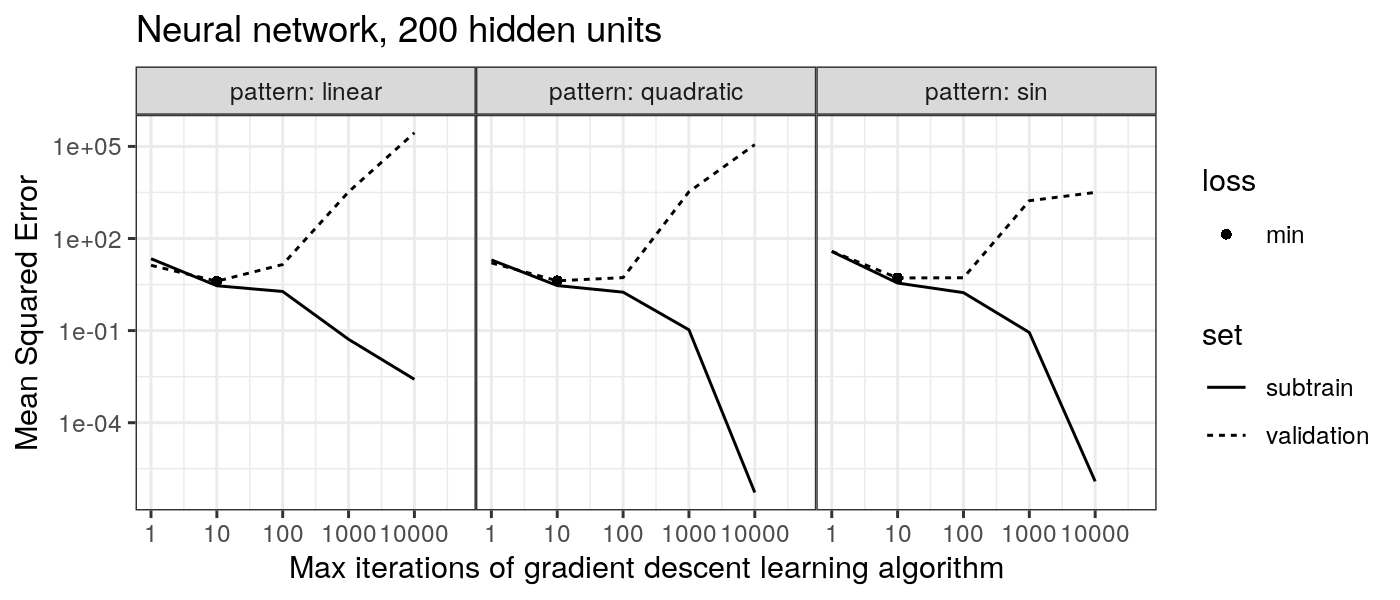 Neural network, 200 hidden units
pattern: linear
pattern: quadratic
pattern: sin
Mean Squared Error
1e+05
1e+02
1e-01
1e-04
1 10 100 1000 10000
1 10 100 1000 10000
1 10 100 1000 10000
Max iterations of gradient descent learning algorithm
loss
min
set
subtrain
validation